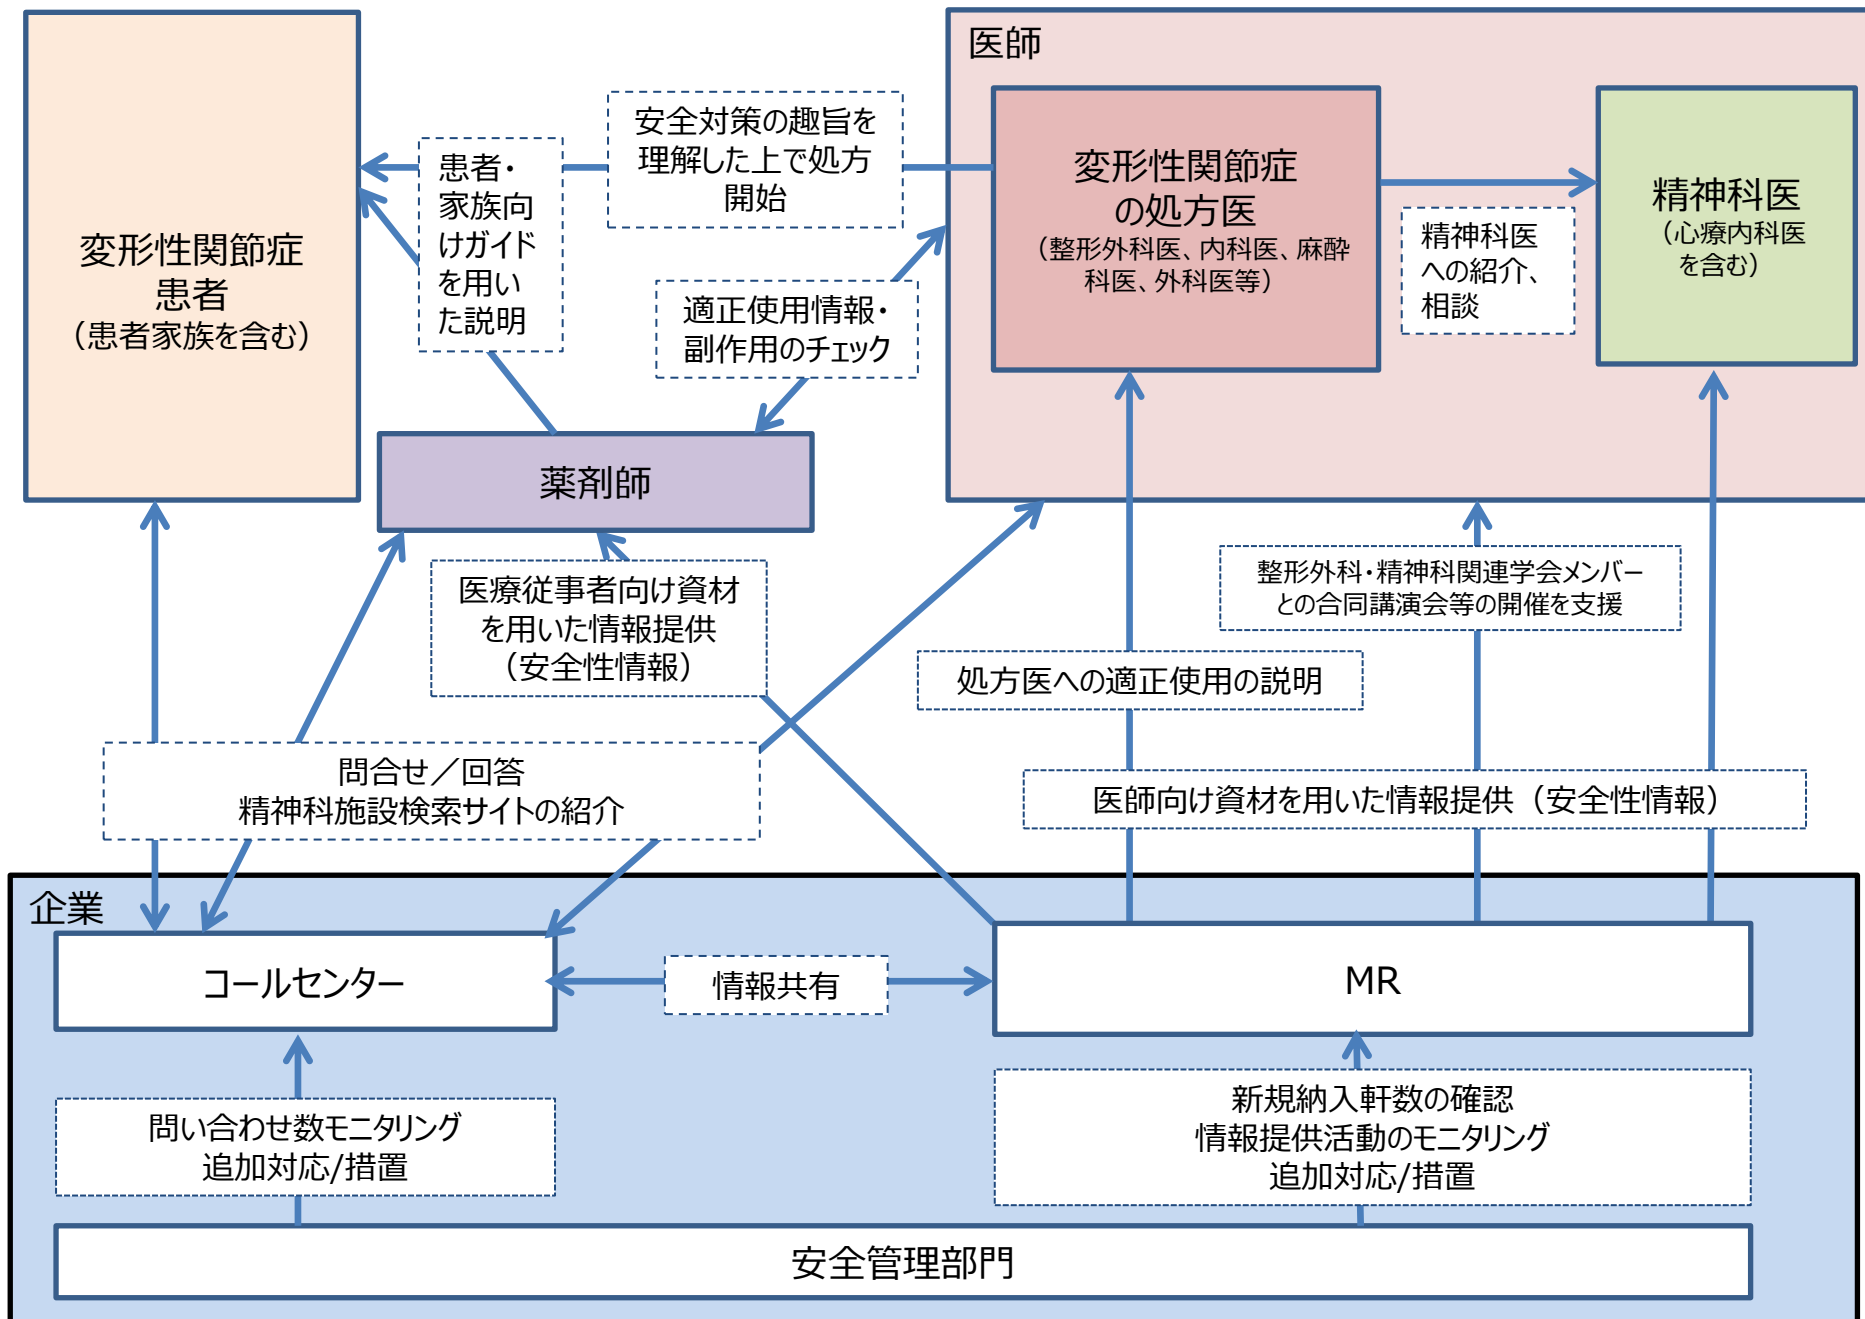 医師
変形性関節症
患者
（患者家族を含む）
患者・
家族向
けガイド
を用い
た説明
安全対策の趣旨を
理解した上で処方
開始
変形性関節症
の処方医
（整形外科医、内科医、麻酔
科医、外科医等）
精神科医
への紹介、
相談
精神科医
（心療内科医
を含む）
適正使用情報・
副作用のチェック
薬剤師
医療従事者向け資材
を用いた情報提供
（安全性情報）
整形外科・精神科関連学会メンバー
との合同講演会等の開催を支援
処方医への適正使用の説明
問合せ／回答
精神科施設検索サイトの紹介
医師向け資材を用いた情報提供（安全性情報）
企業
コールセンター
情報共有
MR
問い合わせ数モニタリング
追加対応/措置
新規納入軒数の確認
情報提供活動のモニタリング
追加対応/措置
安全管理部門